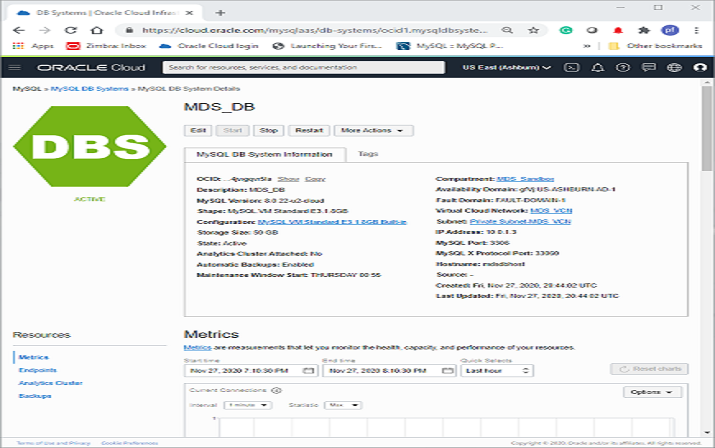 DB Systems | Oracle Cloud Infras
https://cloud.oracle.com/mysqlaas/db-systems/ocid1.mysqldbsyste...
Apps Zimbra: Inbox Oracle Cloud login Launching Your Firs... MySQL :: MySQL P... » Other bookmarks
ORACLE Cloud Search for resources, services, and documentation US East (Ashburn)
MySQL » MySQL DB Systems » MySQL DB System Details
DBS
ACTIVE
MDS_DB
Edit Start Stop Restart More Actions
MySQL DB System Information Tags
OCID: Show Copy
Description: MDS_DB
MySQL Version: 8.0.22-u2-cloud
Shape: MySQL.VM.Standard.E3.1.8GB
Configuration: MySQL.VM.Standard.E3.1.8GB.Built-in
Storage Size: 50 GB
State: Active
Analytics Cluster Attached: No
Automatic Backups: Enabled
Maintenance Window Start: THURSDAY
Compartment: MDS_Sandbox
Availability Domain: US-ASHBURN-AD-1
Fault Domain: FAULT-DOMAIN-1
Virtual Cloud Network: MDS_VCN
Subnet: Private Subnet-MDS_VCN
IP Address: 10.0.1.3
MySQL Port: 3306
MySQL X Protocol Port: 33060
Hostname: mdsdbhost
Source: -
Created: Fri, Nov 27, 2020, 20:44:02 UTC
Last Updated: Fri, Nov 27, 2020, 20:44:02 UTC
Resources
Metrics
Endpoints
Analytics Cluster
Backups
Metrics
Metrics are measurements that let you monitor the health, capacity, and performance of your resources.
Start time End time Quick Selects
Nov 27, 2020 7:10:30 PM Nov 27, 2020 8:10:30 PM Last hour Reset charts
Current Connections Options
Interval 1 minute Statistic Max
Terms of Use and Privacy Cookie Preferences Copyright © 2020, Oracle and/or its affiliates. All rights reserved.